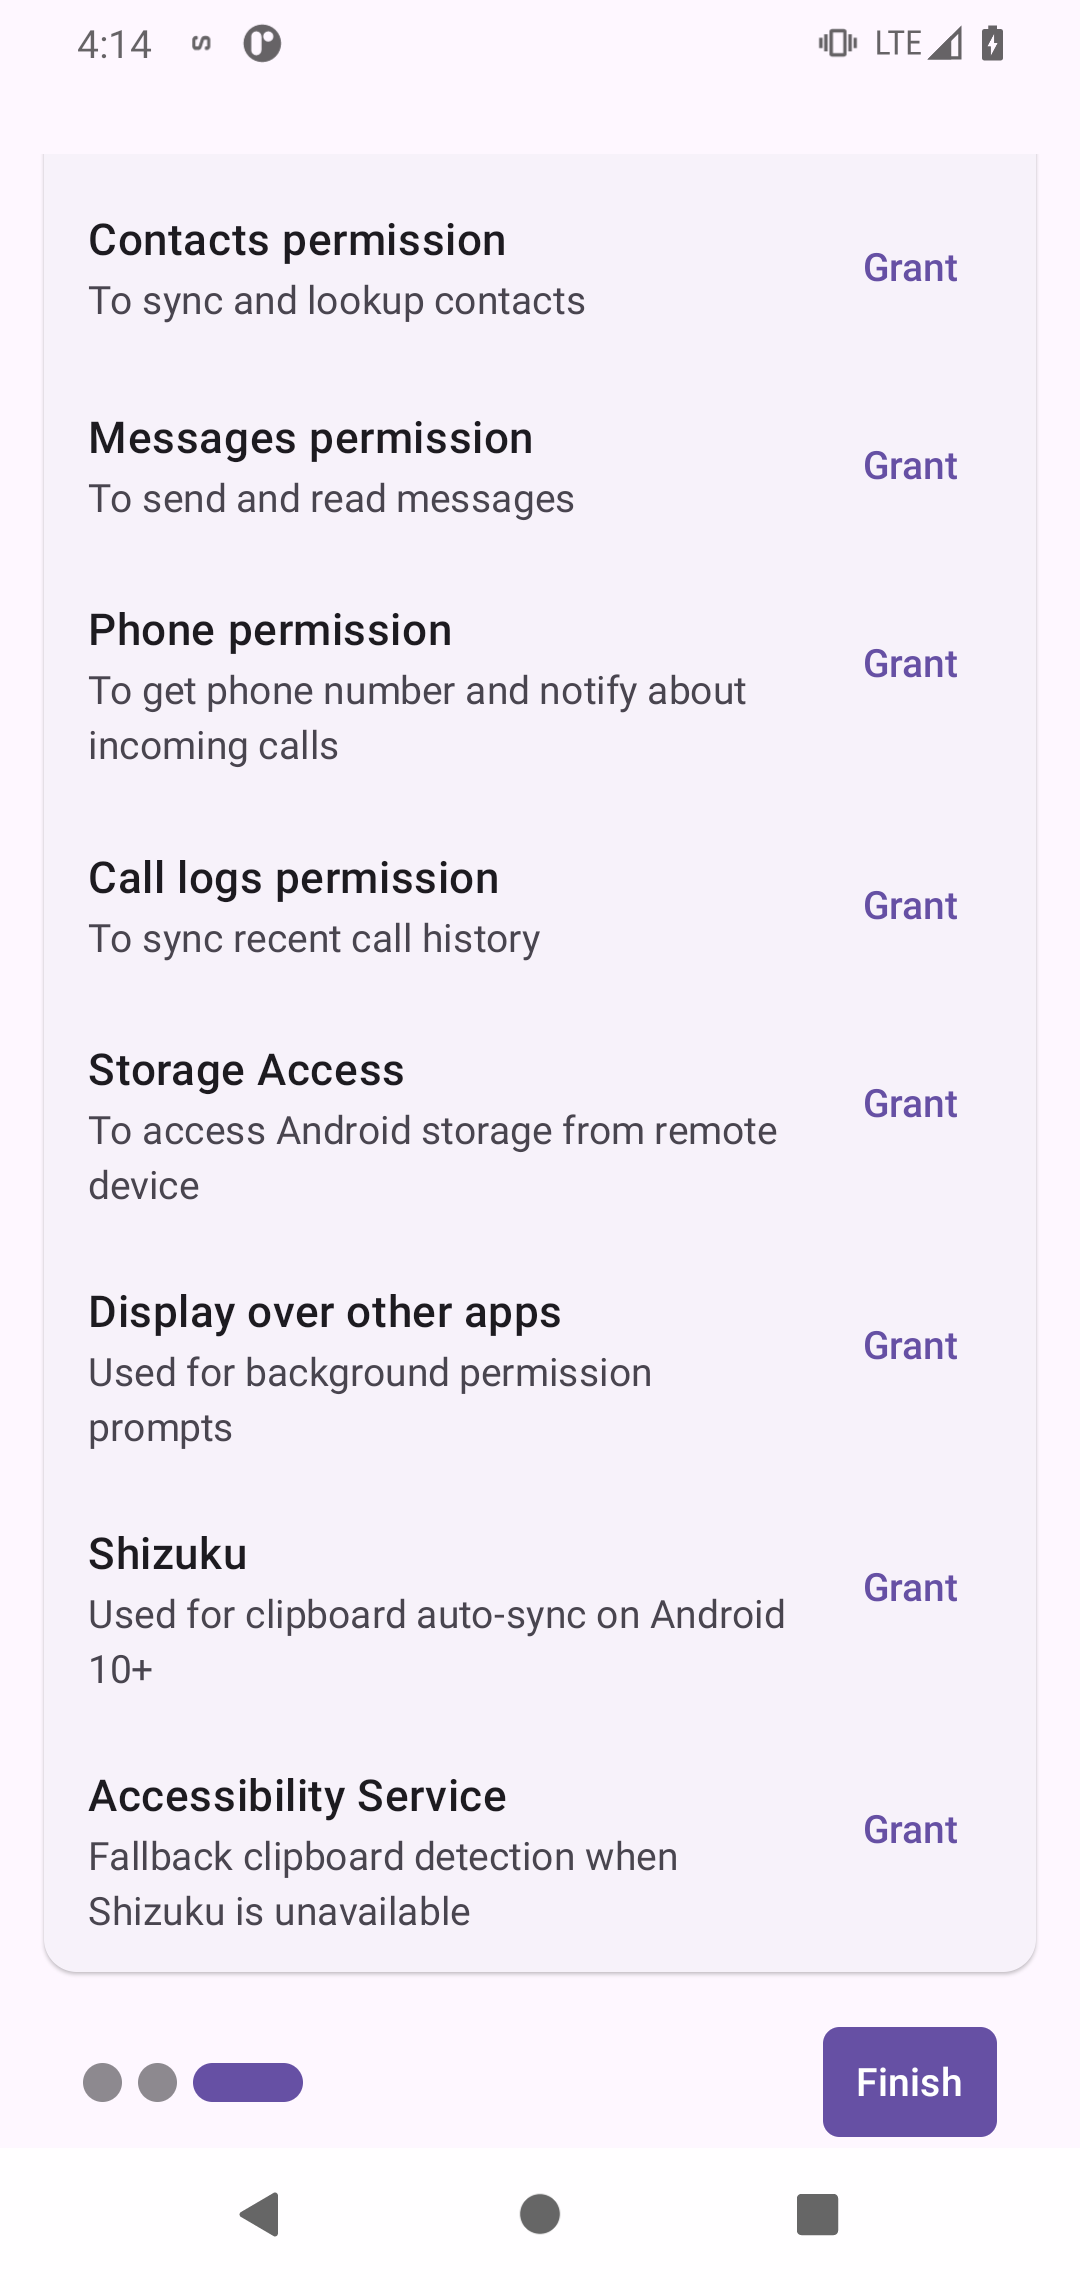 4:14
LTE
Contacts permission
To sync and lookup contacts
Grant
Messages permission
To send and read messages
Grant
Phone permission
To get phone number and notify about
incoming calls
Grant
Call logs permission
To sync recent call history
Grant
Storage Access
To access Android storage from remote
device
Grant
Display over other apps
Used for background permission
prompts
Grant
Shizuku
Used for clipboard auto-sync on Android
10+
Grant
Accessibility Service
Fallback clipboard detection when
Shizuku is unavailable
Grant
Finish